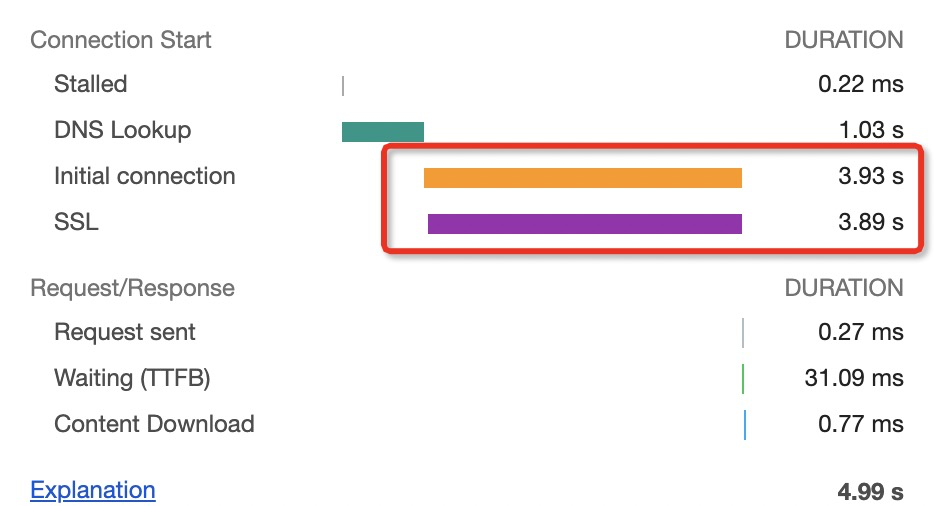 Connection Start DURATION
Stalled 0.22 ms
DNS Lookup 1.03 s
Initial connection 3.93 s
SSL 3.89 s
Request/Response DURATION
Request sent 0.27 ms
Waiting (TTFB) 31.09 ms
Content Download 0.77 ms
Explanation 4.99 s